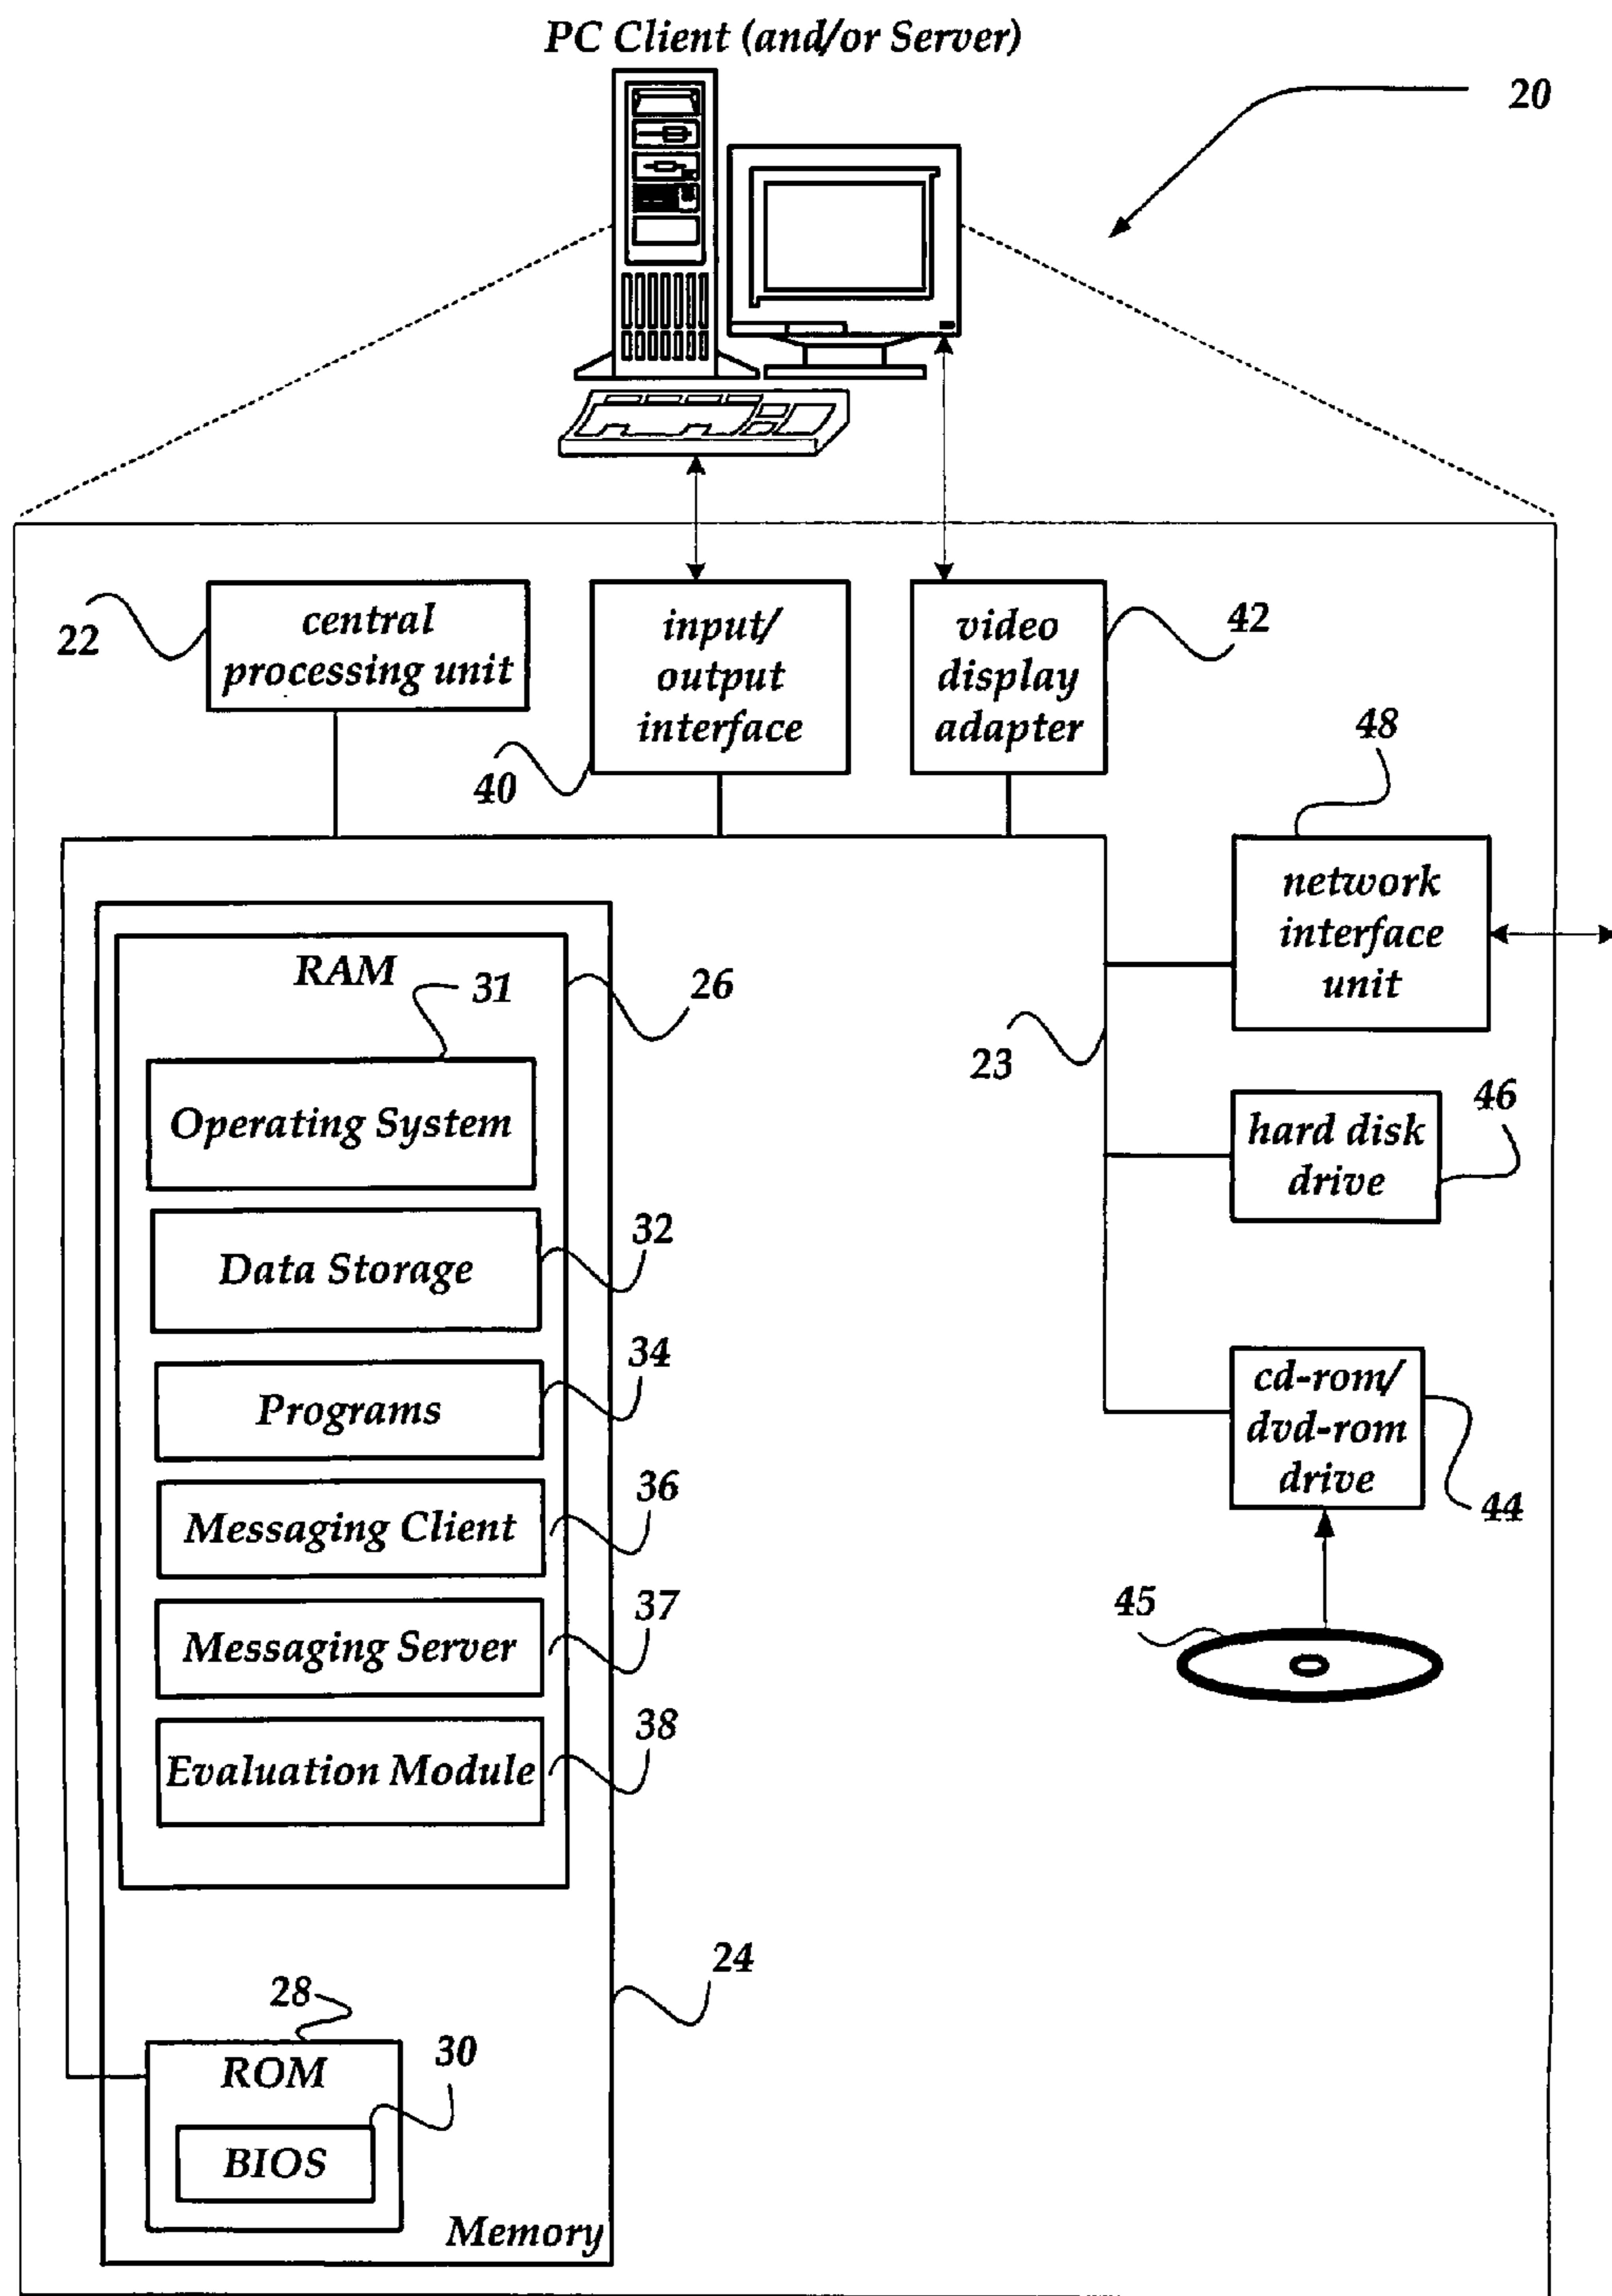 PC Client (and/or Server)
20
central
processing unit
22
input/
output
interface
40
video
display
adapter
42
48
network
interface
unit
23
46
hard disk
drive
cd-rom/
dvd-rom
drive
44
45
RAM
26
31
Operating System
32
Data Storage
34
Programs
36
Messaging Client
37
Messaging Server
38
Evaluation Module
24
28
ROM
30
BIOS
Memory